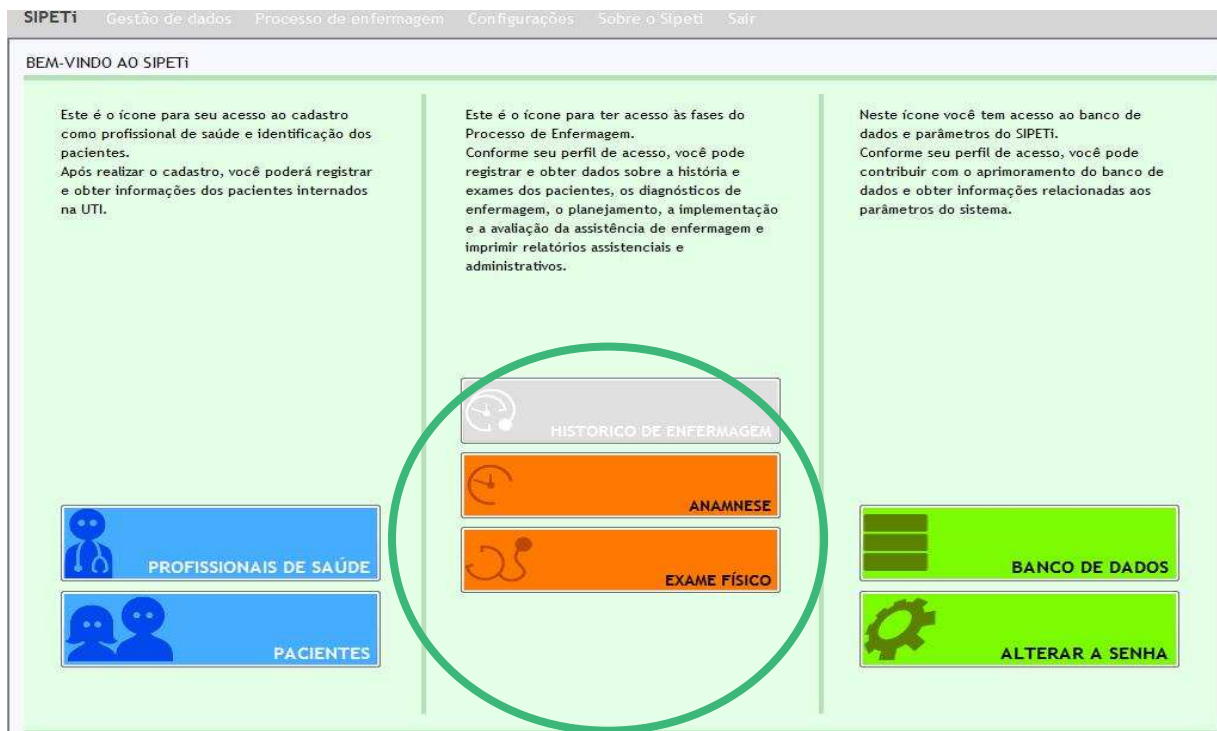 SIPETi Gestão de dados Processo de enfermagem Configurações Sobre o Sipeti Sair
BEM-VINDO AO SIPETi
Este é o ícone para seu acesso ao cadastro
como profissional de saúde e identificação dos
pacientes.
Após realizar o cadastro, você poderá registrar
e obter informações dos pacientes internados
na UTI.
PROFISSIONAIS DE SAÚDE
PACIENTES
Este é o ícone para ter acesso às fases do
Processo de Enfermagem.
Conforme seu perfil de acesso, você pode
registrar e obter dados sobre a história e
exames dos pacientes, os diagnósticos de
enfermagem, o planejamento, a implementação
e a avaliação da assistência de enfermagem e
imprimir relatórios assistenciais e
administrativos.
HISTORICO DE ENFERMAGEM
ANAMNESE
EXAME FÍSICO
Neste ícone você tem acesso ao banco de
dados e parâmetros do SIPETi.
Conforme seu perfil de acesso, você pode
contribuir com o aprimoramento do banco de
dados e obter informações relacionadas aos
parâmetros do sistema.
BANCO DE DADOS
ALTERAR A SENHA